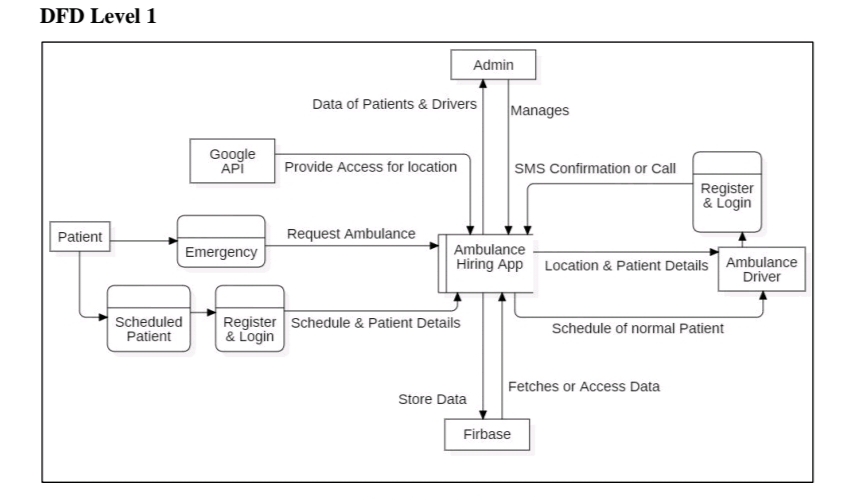 DFD Level 1
Admin
Data of Patients & Drivers
Manages
Google
API
Provide Access for location
SMS Confirmation or Call
Register
& Login
Patient
Emergency
Request Ambulance
Ambulance
Hiring App
Location & Patient Details
Ambulance
Driver
Scheduled
Patient
Register
& Login
Schedule & Patient Details
Schedule of normal Patient
Store Data
Fetches or Access Data
Firbase